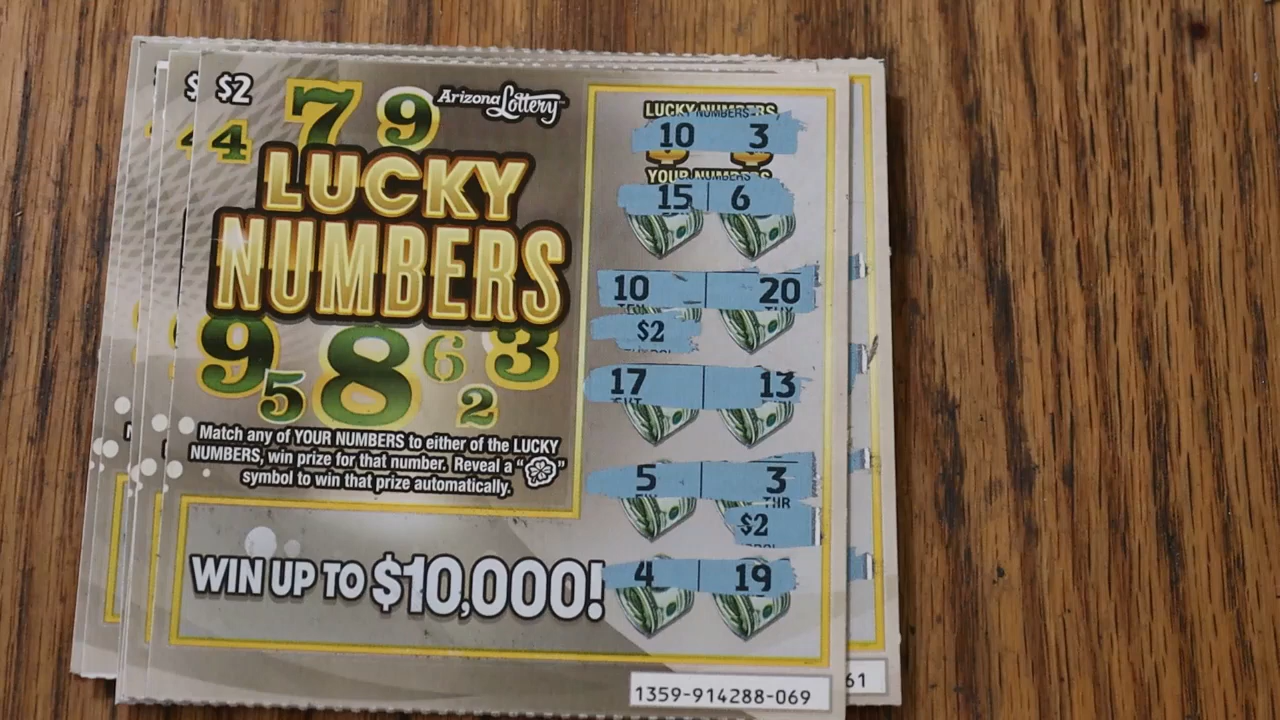 $2
7 9
Arizona Lottery
4
LUCKY
NUMBERS
9 5 8 6 2 3
Match any of YOUR NUMBERS to either of the LUCKY
NUMBERS, win prize for that number. Reveal a " "
symbol to win that prize automatically.
WIN UP TO $10,000!
LUCKY NUMBERS
10 3
YOUR NUMBERS
15 6
10 20
$2
17 13
5 3
THR
$2
4 19
1359-914288-069
61